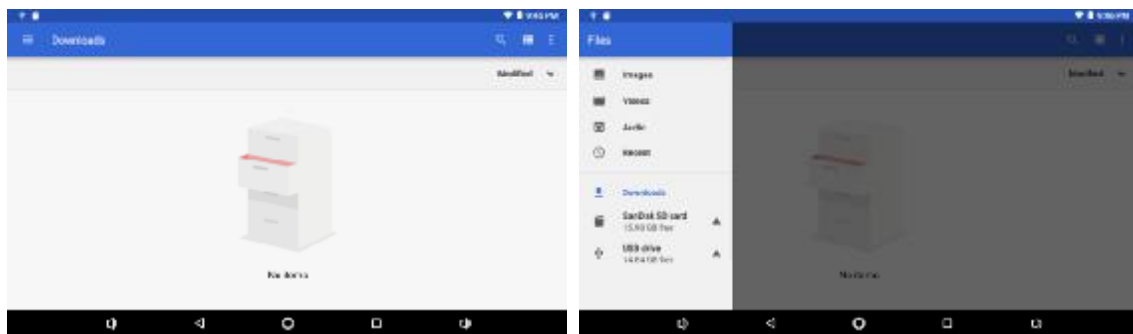 Downloads
Modified
No items
Files
Images
Videos
Audio
Recent
Downloads
SanDisk SD card
USB drive
Modified
No items